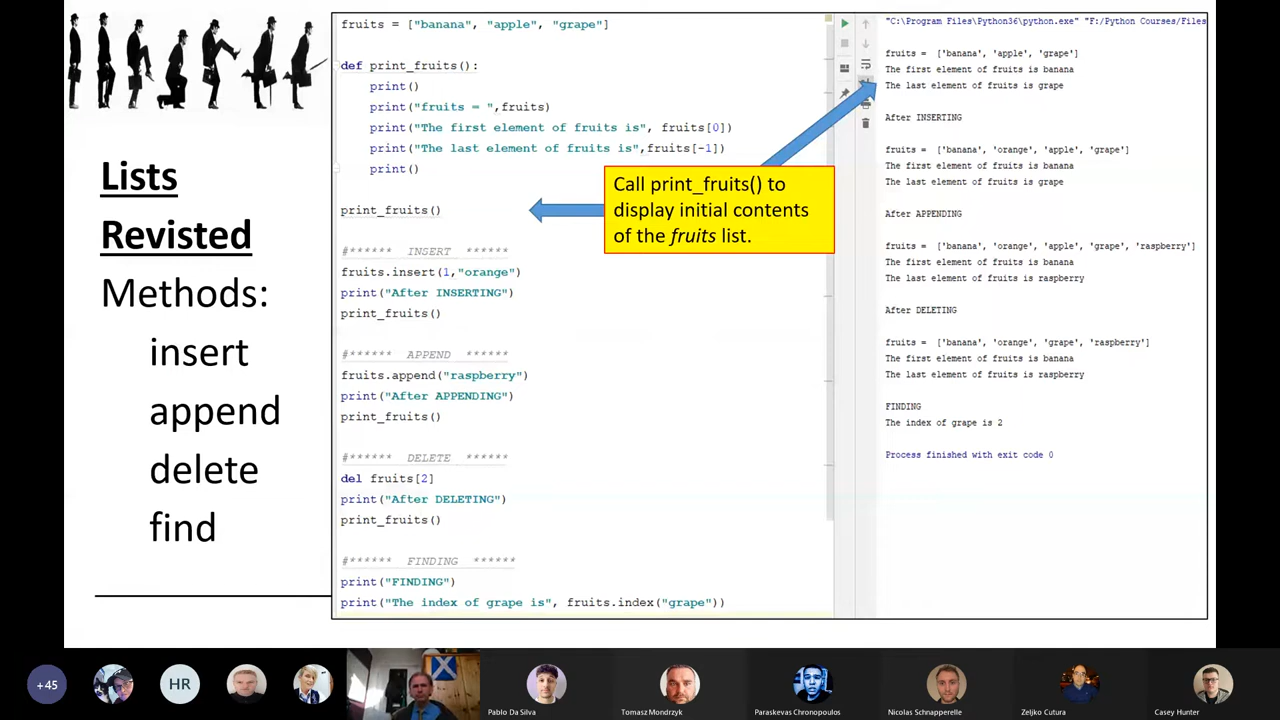 Lists
Revisted
Methods:
insert
append
delete
find
fruits = ["banana", "apple", "grape"]
def print_fruits():
print()
print("fruits = ",fruits)
print("The first element of fruits is", fruits[0])
print("The last element of fruits is",fruits[-1])
print()
print_fruits()
#****** INSERT ******
fruits.insert(1,"orange")
print("After INSERTING")
print_fruits()
#****** APPEND ******
fruits.append("raspberry")
print("After APPENDING")
print_fruits()
#****** DELETE ******
del fruits[2]
print("After DELETING")
print_fruits()
#****** FINDING ******
print("FINDING")
print("The index of grape is", fruits.index("grape"))
Call print_fruits() to
display initial contents
of the fruits list.
"C:\Program Files\Python36\python.exe" "F:/Python Courses/Files
fruits = ['banana', 'apple', 'grape']
The first element of fruits is banana
The last element of fruits is grape
After INSERTING
fruits = ['banana', 'orange', 'apple', 'grape']
The first element of fruits is banana
The last element of fruits is grape
After APPENDING
fruits = ['banana', 'orange', 'apple', 'grape', 'raspberry']
The first element of fruits is banana
The last element of fruits is raspberry
After DELETING
fruits = ['banana', 'orange', 'grape', 'raspberry']
The first element of fruits is banana
The last element of fruits is raspberry
FINDING
The index of grape is 2
Process finished with exit code 0
+45
HR
Pablo Da Silva
Tomasz Mondrzyk
Paraskevas Chronopoulos
Nicolas Schnapperelle
Zeljko Cutura
Casey Hunter